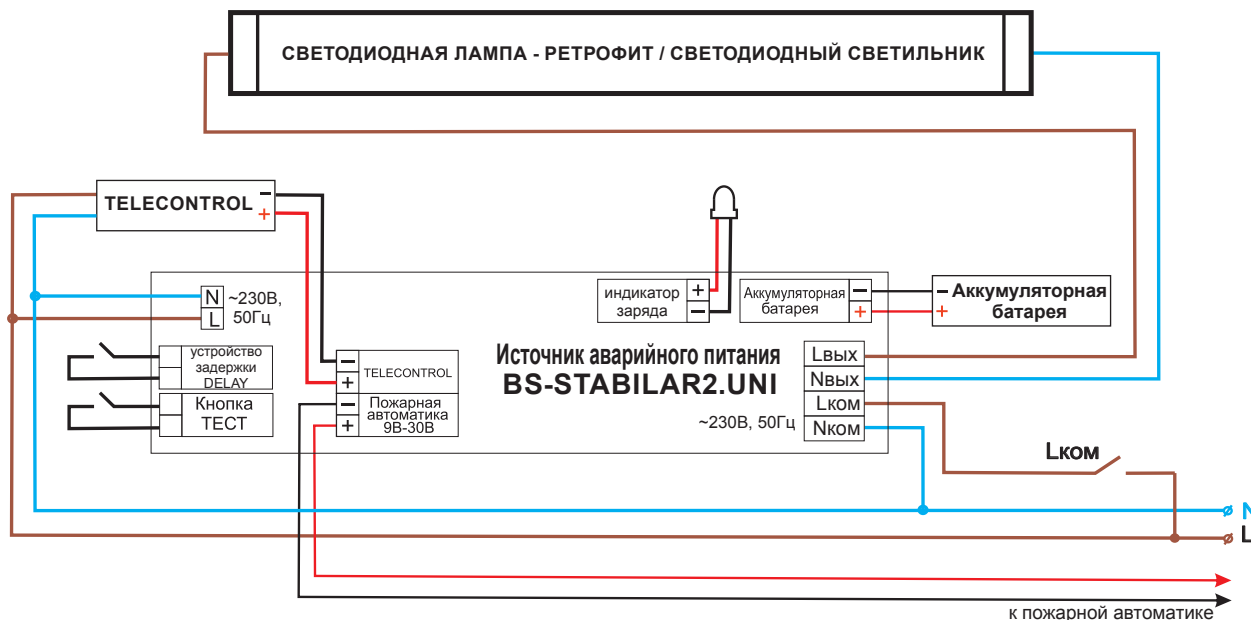 СВЕТОДИОДНАЯ ЛАМПА - РЕТРОФИТ / СВЕТОДИОДНЫЙ СВЕТИЛЬНИК
TELECONTROL
−
+
N
L
~230В,
50Гц
индикатор
заряда
+
−
Аккумуляторная
батарея
−
+
−
+
Аккумуляторная
батарея
устройство
задержки
DELAY
Кнопка
ТЕСТ
−
+
−
+
TELECONTROL
Пожарная
автоматика
9В-30В
Источник аварийного питания
BS-STABILAR2.UNI
~230В, 50Гц
Lвых
Nвых
Lком
Nком
Lком
N
L
к пожарной автоматике